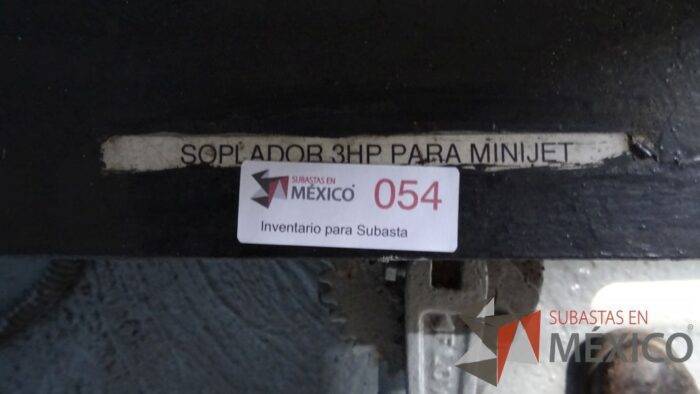 SOPLADOR 3HP PARA MINIJET
SUBASTAS EN
MÉXICO
054
Inventario para Subasta
SUBASTAS EN
MÉXICO